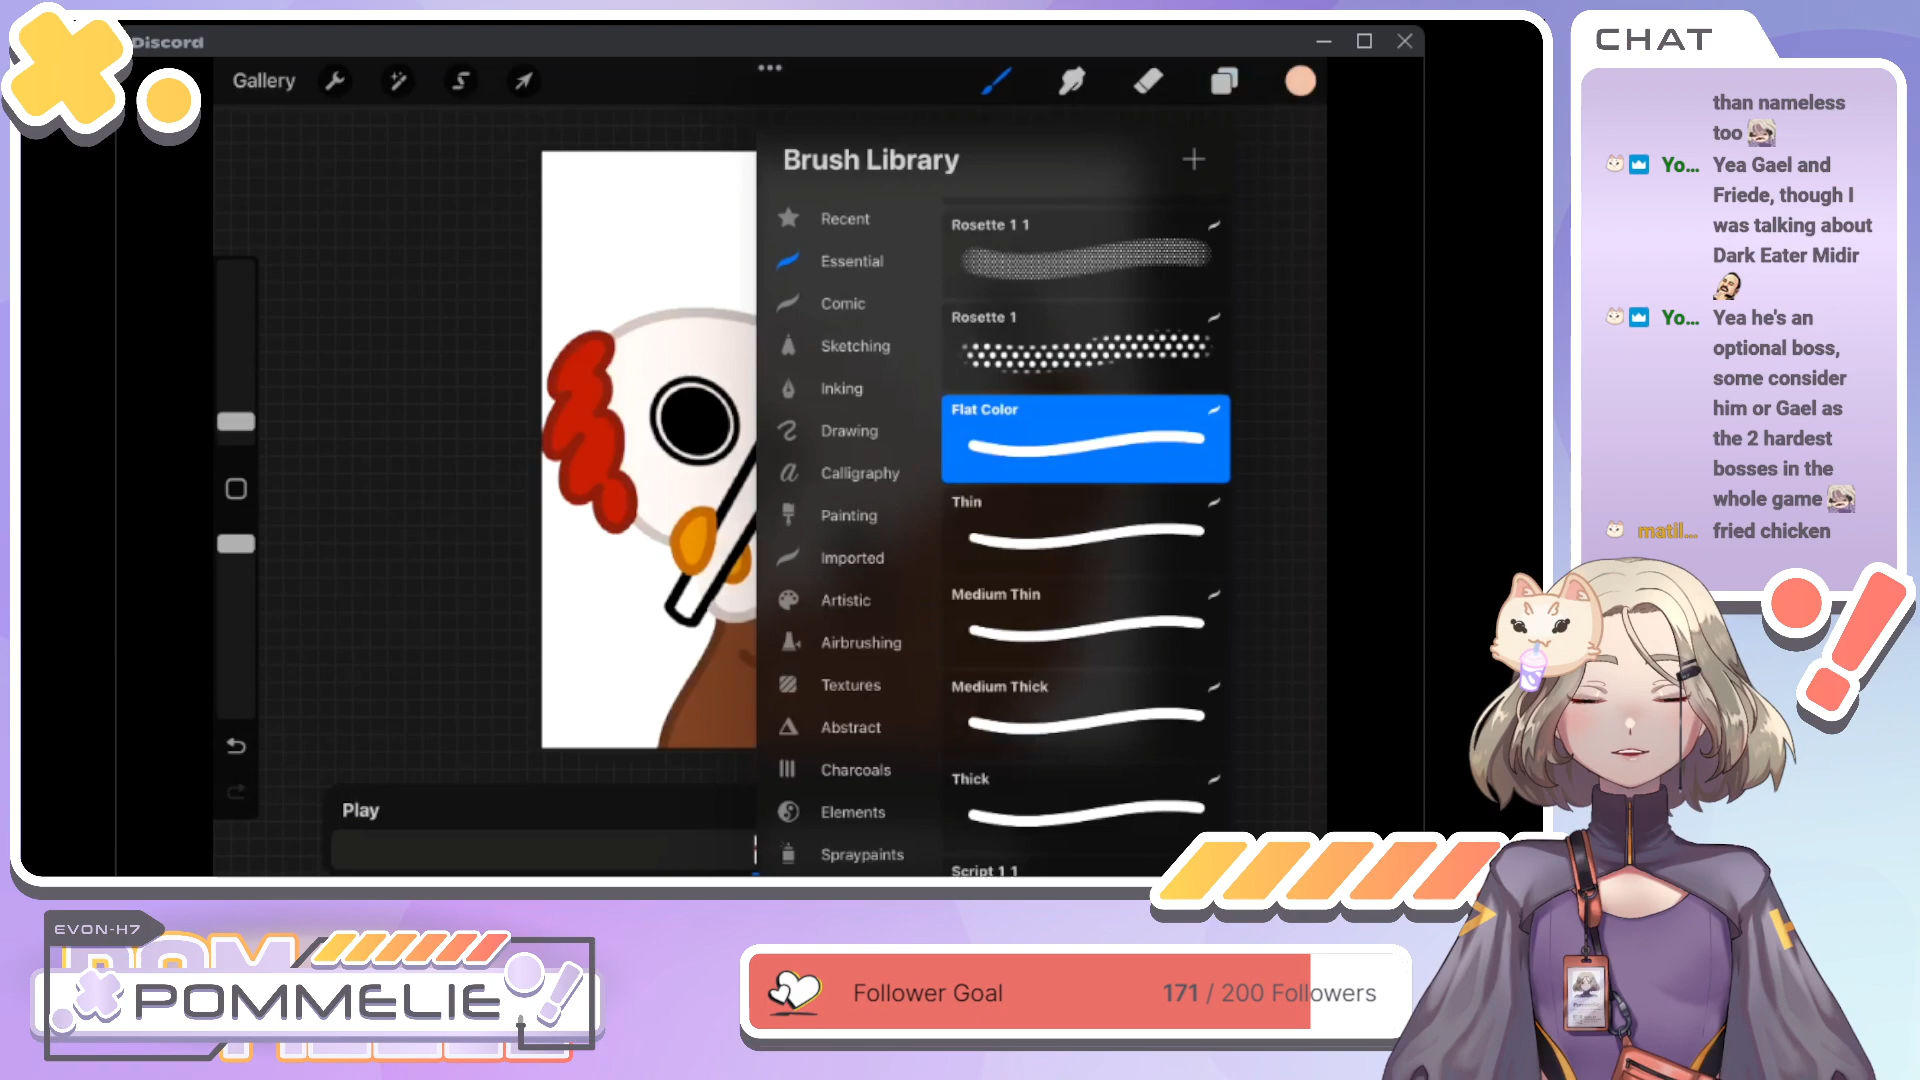 Discord
Gallery
Brush Library
Recent
Essential
Comic
Sketching
Inking
Drawing
Calligraphy
Painting
Imported
Artistic
Airbrushing
Textures
Abstract
Charcoals
Elements
Spraypaints
Rosette 1 1
Rosette 1
Flat Color
Thin
Medium Thin
Medium Thick
Thick
Script 1 1
Play
CHAT
than nameless
too
Yo... Yea Gael and
Friede, though I
was talking about
Dark Eater Midir
Yo... Yea he's an
optional boss,
some consider
him or Gael as
the 2 hardest
bosses in the
whole game
matil... fried chicken
EVON-H7
POMMELIE
Follower Goal 171 / 200 Followers